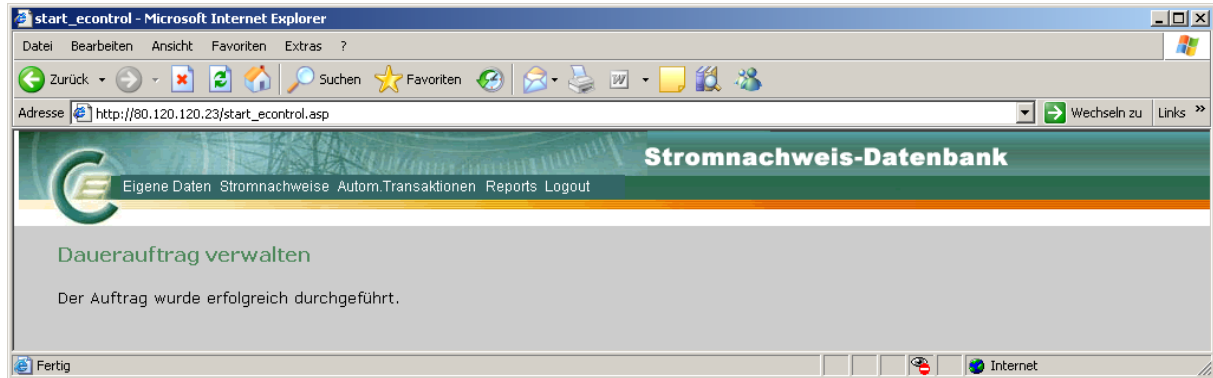 start_econtrol - Microsoft Internet Explorer
Datei Bearbeiten Ansicht Favoriten Extras ?
Zurück Suchen Favoriten
Adresse http://80.120.120.23/start_econtrol.asp Wechseln zu Links »
Stromnachweis-Datenbank
Eigene Daten Stromnachweise Autom.Transaktionen Reports Logout
Dauerauftrag verwalten
Der Auftrag wurde erfolgreich durchgeführt.
Fertig Internet